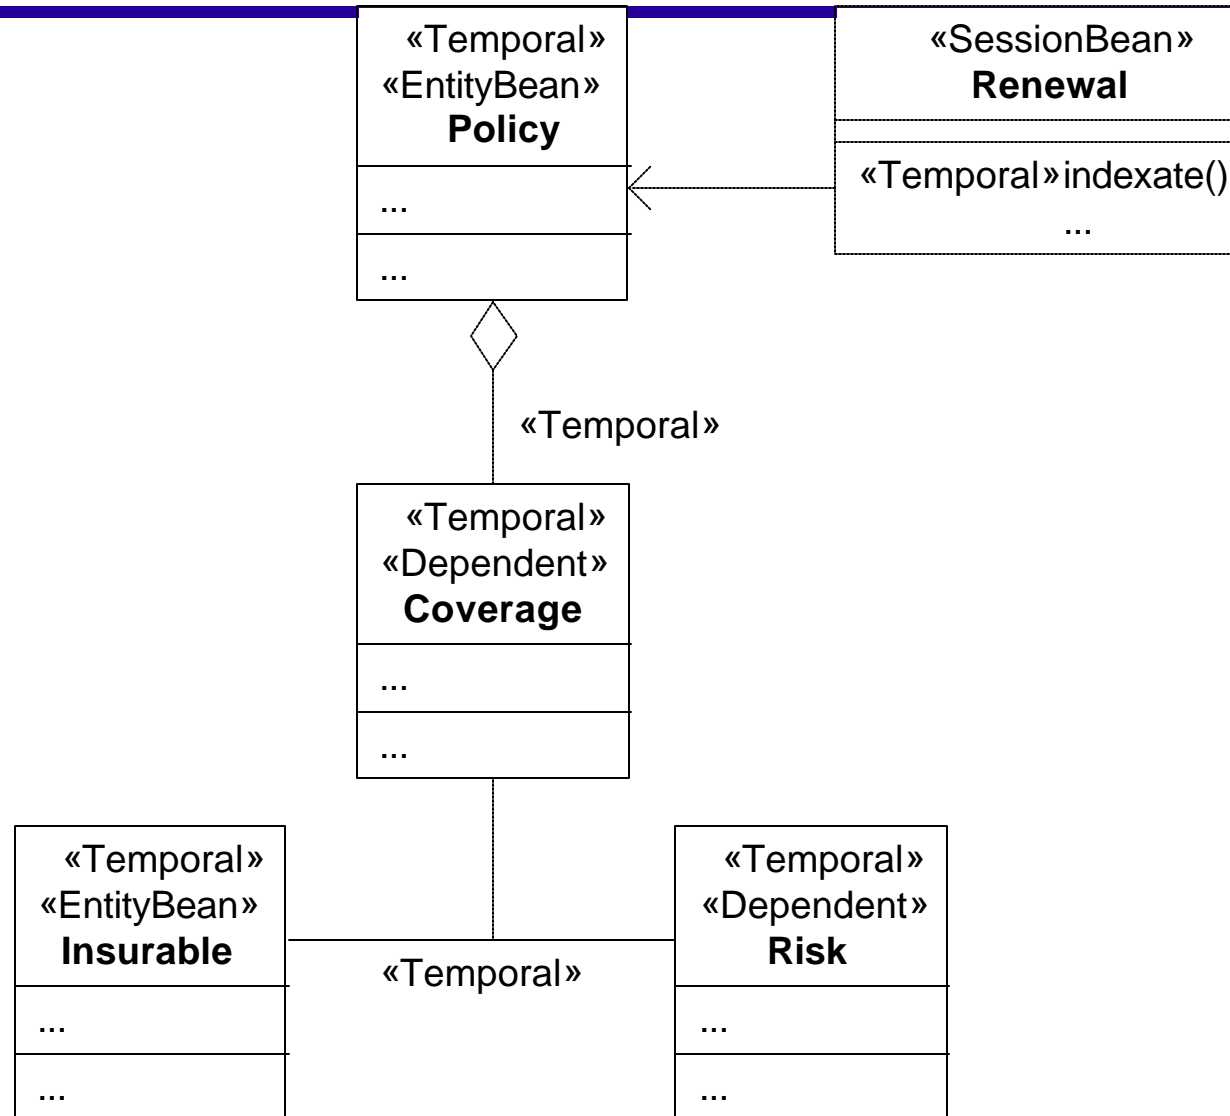 «Temporal»
«EntityBean»
Policy
...
...
«SessionBean»
Renewal
«Temporal»indexate()
...
«Temporal»
«Temporal»
«Dependent»
Coverage
...
...
«Temporal»
«EntityBean»
Insurable
...
...
«Temporal»
«Temporal»
«Dependent»
Risk
...
...